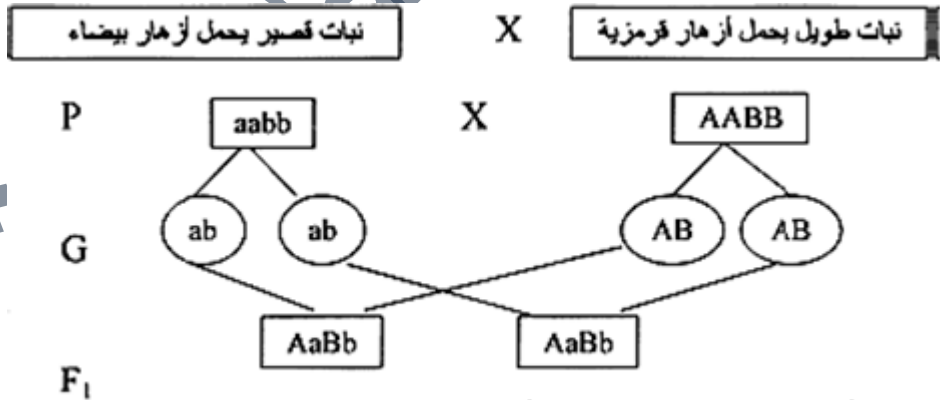 نبات طويل يحمل أزهار قرمزية X نبات قصير يحمل أزهار بيضاء
P aabb X AABB
G ab ab AB AB
AaBb AaBb
F₁